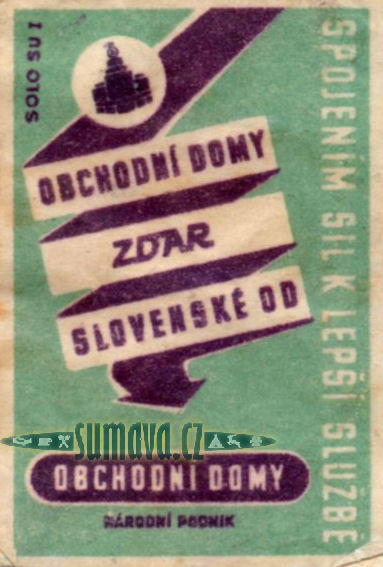 SOLO SU I
OBCHODNÍ DOMY
ZDAR
SLOVENSKÉ OD
SPOJENÍM SIL K LEPŠÍ SLUŽBĚ
sumava.cz
OBCHODNÍ DOMY
NÁRODNÍ PODNIK